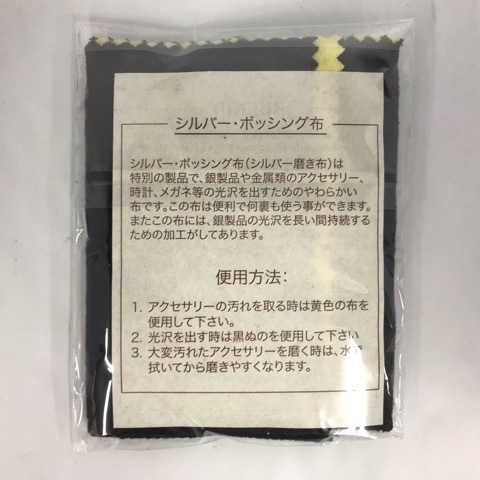 シルバー・ポッシング布
シルバー・ポッシング布(シルバー磨き布)は
特別の製品で、銀製品や金属類のアクセサリー、
時計、メガネ等の光沢を出すためのやわらかい
布です。この布は便利で何裏も使う事ができます。
またこの布には、銀製品の光沢を長い間持続する
ための加工がしてあります。
便用方法:
1. アクセサリーの汚れを取る時は黄色の布を
便用して下さい。
2. 光沢を出す時は黒ぬのを便用して下さい
3. 大変汚れたアクセサリーを磨く時は、水で
拭いてから磨きやすくなります。